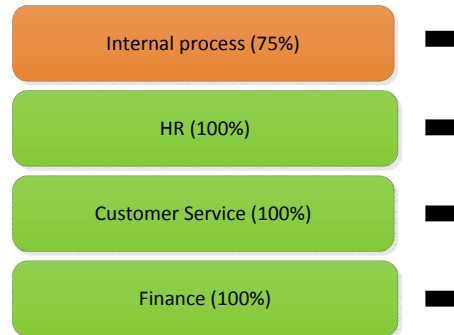 Internal process (75%)
HR (100%)
Customer Service (100%)
Finance (100%)